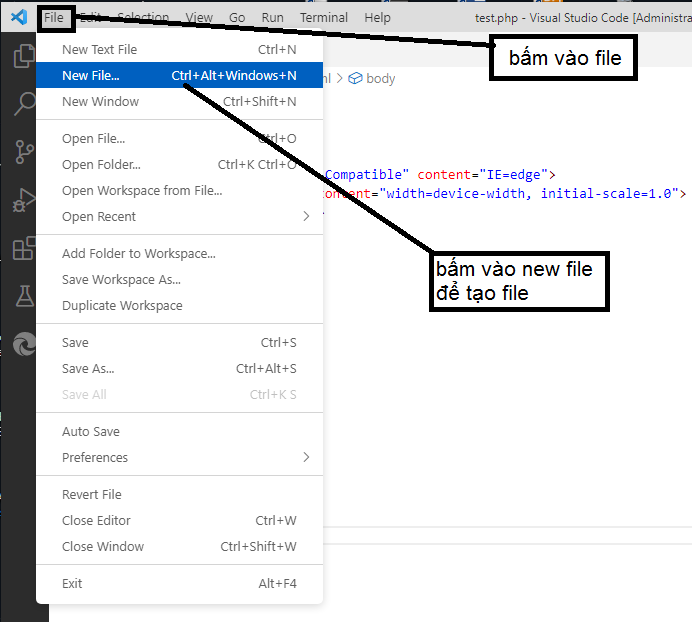 File Edit Selection View Go Run Terminal Help test.php - Visual Studio Code [Administra
bấm vào file
New Text File Ctrl+N
New File... Ctrl+Alt+Windows+N
body
New Window Ctrl+Shift+N
Open File... Ctrl+O
Open Folder... Ctrl+K Ctrl+O
Compatible" content="IE=edge">
Open Workspace from File...
content="width=device-width, initial-scale=1.0">
Open Recent
Add Folder to Workspace...
bấm vào new file
để tạo file
Save Workspace As...
Duplicate Workspace
Save Ctrl+S
Save As... Ctrl+Alt+S
Save All Ctrl+K S
Auto Save
Preferences
Revert File
Close Editor Ctrl+W
Close Window Ctrl+Shift+W
Exit Alt+F4